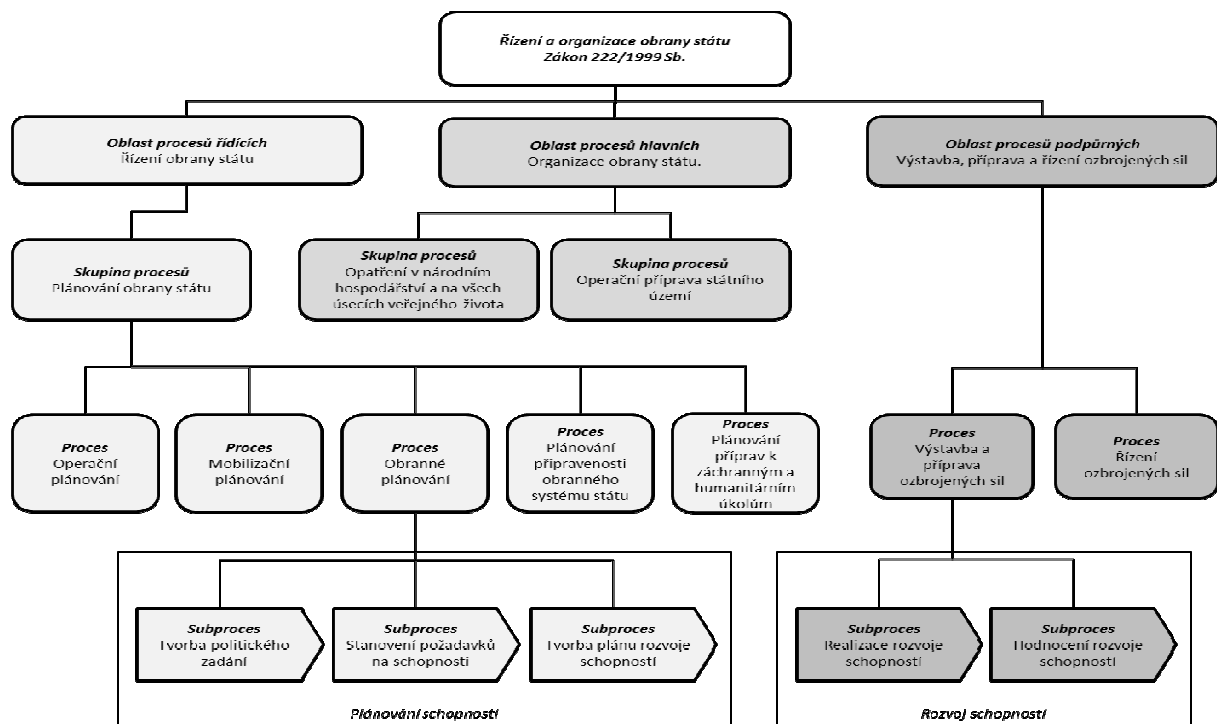 Řízení a organizace obrany státu
Zákon 222/1999 Sb.
Oblast procesů řídících
Řízení obrany státu
Oblast procesů hlavních
Organizace obrany státu.
Oblast procesů podpůrných
Výstavba, příprava a řízení ozbrojených sil
Skupina procesů
Plánování obrany státu
Skupina procesů
Opatření v národním
hospodářství a na všech
úsecích veřejného života
Skupina procesů
Operační příprava státního
území
Proces
Operační
plánování
Proces
Mobilizační
plánování
Proces
Obranné
plánování
Proces
Plánování
připravenosti
obranného
systému státu
Proces
Plánování
příprav k
záchranným a
humanitárním
úkolům
Proces
Výstavba a
příprava
ozbrojených sil
Proces
Řízení
ozbrojených sil
Subproces
Tvorba politického
zadání
Subproces
Stanovení požadavků
na schopnosti
Subproces
Tvorba plánu rozvoje
schopností
Plánování schopností
Subproces
Realizace rozvoje
schopností
Subproces
Hodnocení rozvoje
schopností
Rozvoj schopností